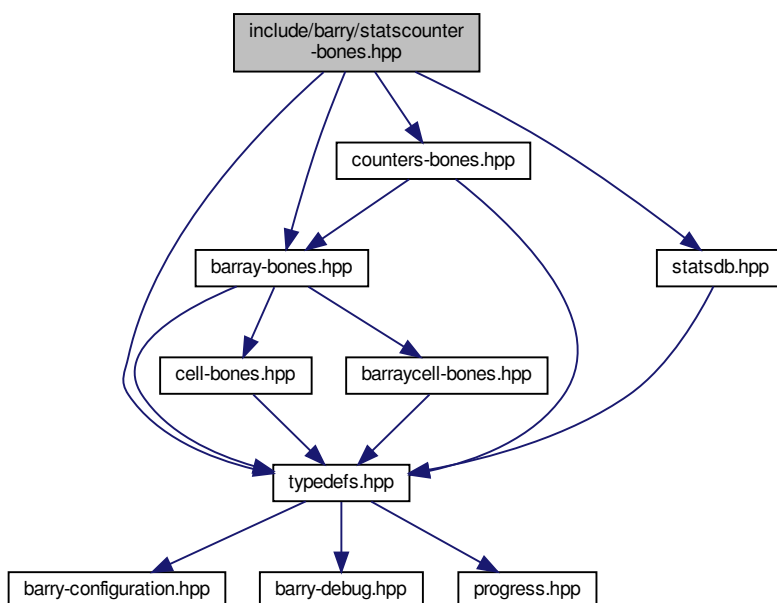 include/barry/statscounter
-bones.hpp
counters-bones.hpp
barray-bones.hpp
statsdb.hpp
cell-bones.hpp
barraycell-bones.hpp
typedefs.hpp
barry-configuration.hpp
barry-debug.hpp
progress.hpp